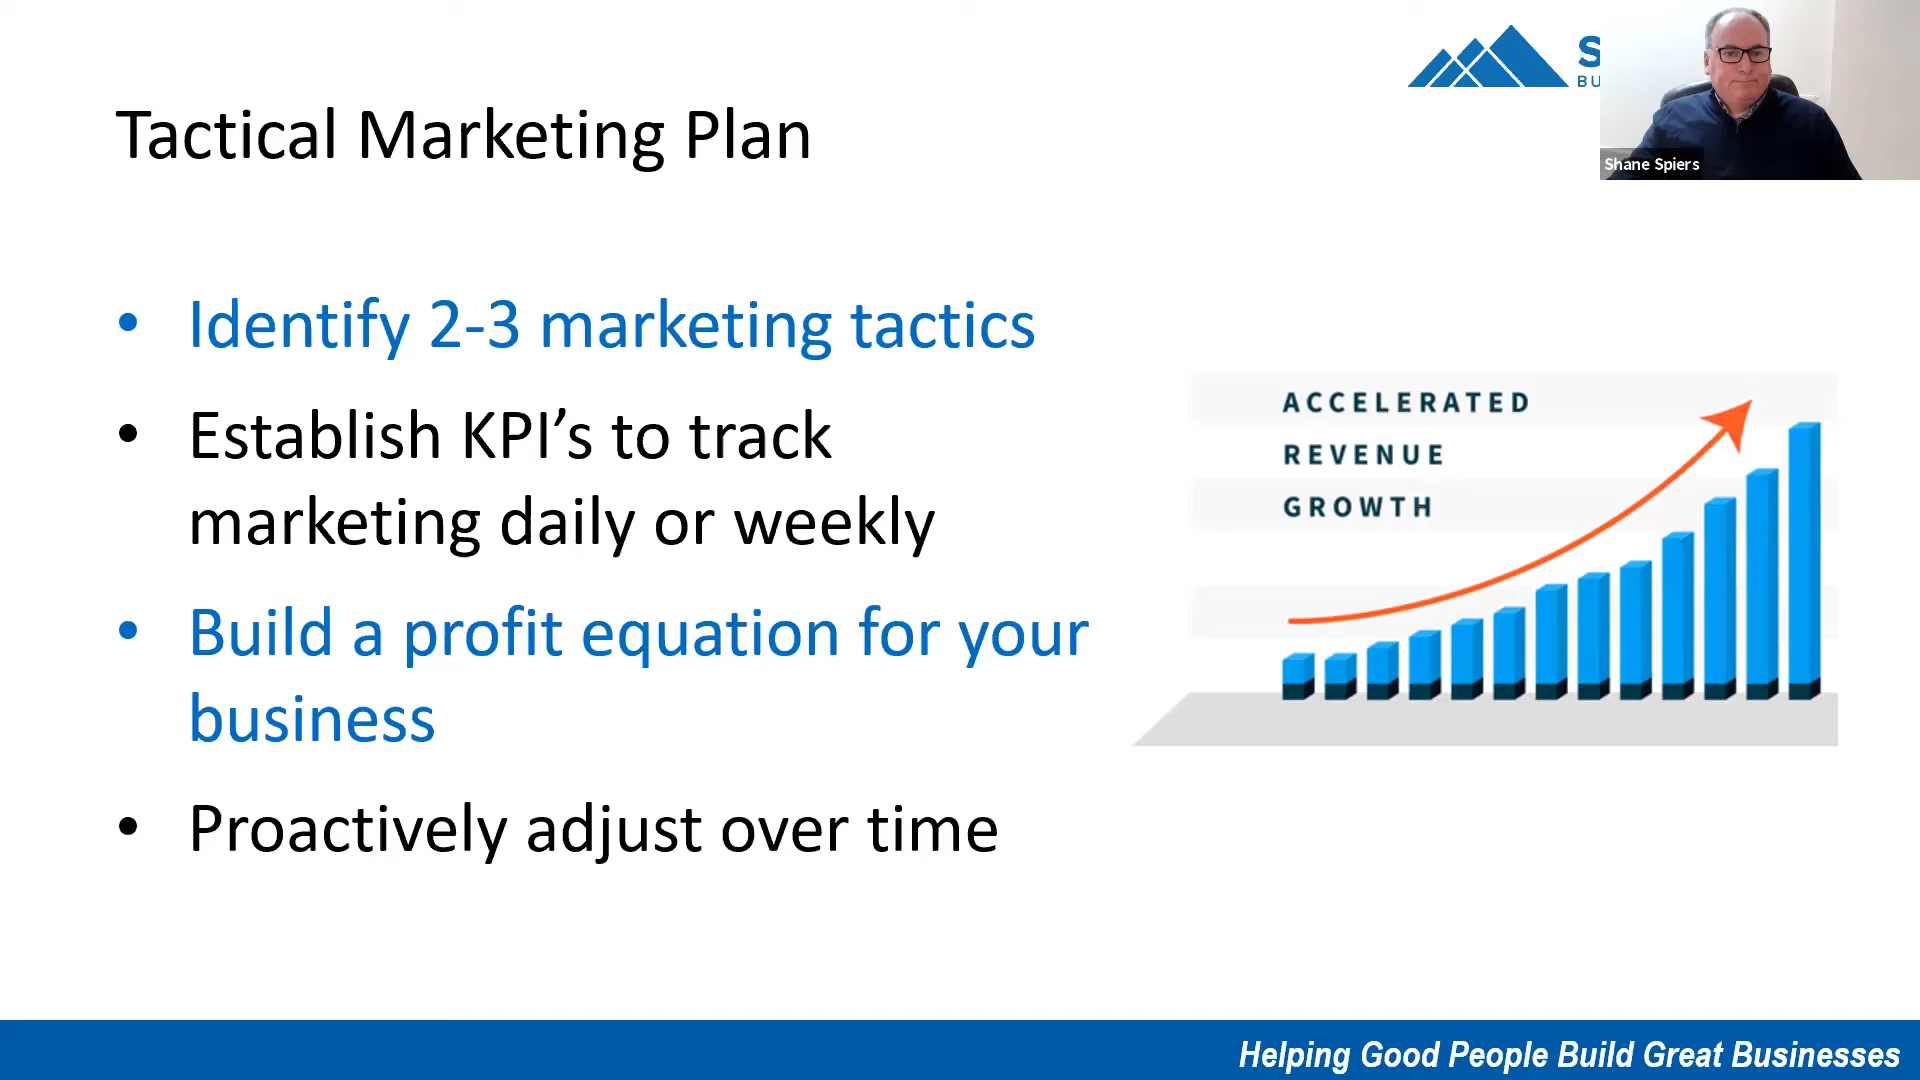 Tactical Marketing Plan
S
BU
Shane Spiers
• Identify 2-3 marketing tactics
• Establish KPI’s to track
marketing daily or weekly
• Build a profit equation for your
business
• Proactively adjust over time
ACCELERATED
REVENUE
GROWTH
Helping Good People Build Great Businesses